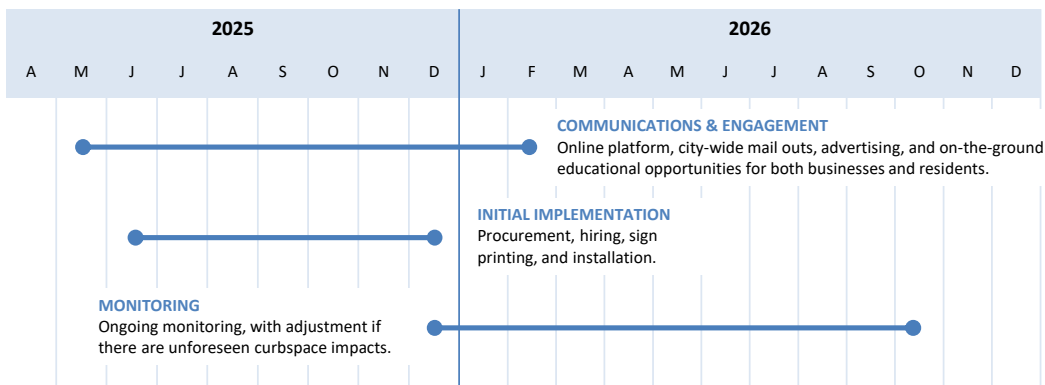 2025 2026
A M J J A S O N D J F M A M J J A S O N D
COMMUNICATIONS & ENGAGEMENT
Online platform, city-wide mail outs, advertising, and on-the-ground
educational opportunities for both businesses and residents.
INITIAL IMPLEMENTATION
Procurement, hiring, sign
printing, and installation.
MONITORING
Ongoing monitoring, with adjustment if
there are unforeseen curbspace impacts.